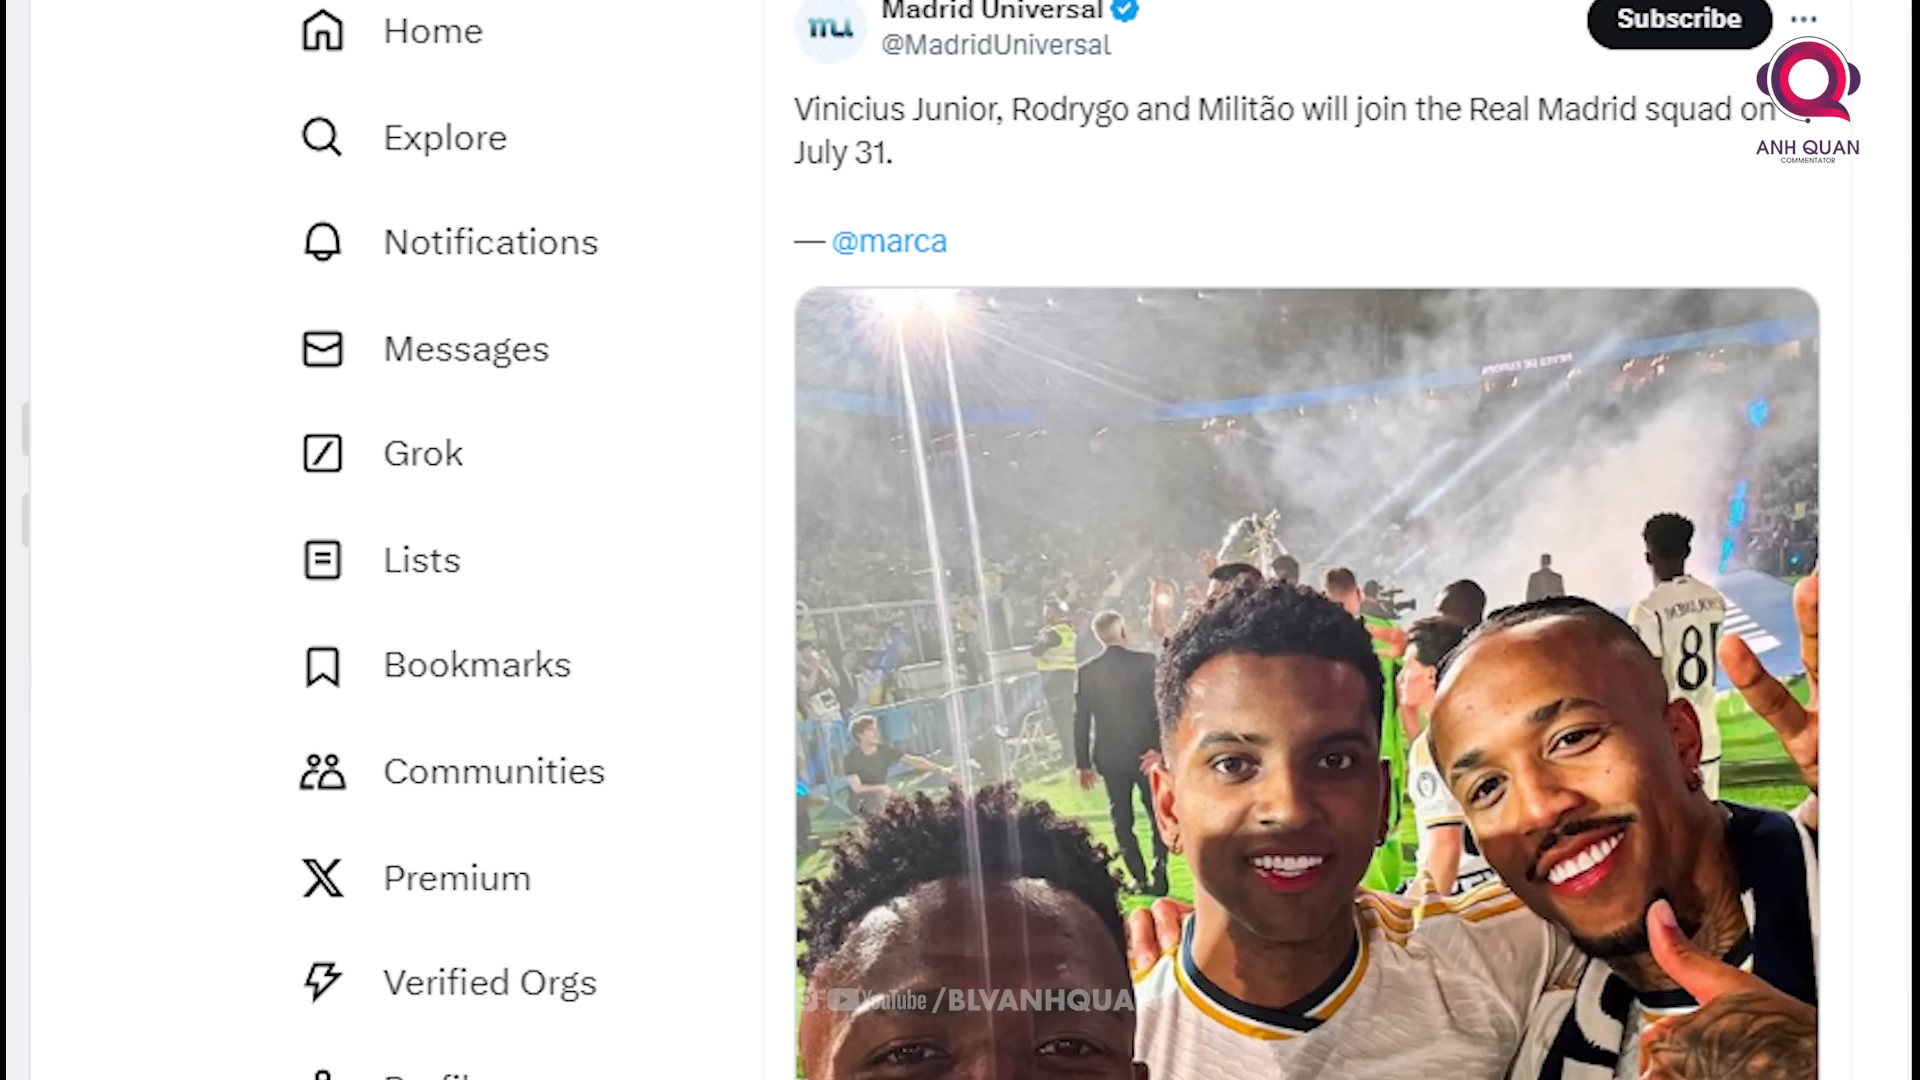 Home
Explore
Notifications
Messages
Grok
Lists
Bookmarks
Communities
Premium
Verified Orgs
Madrid Universal
@MadridUniversal
Subscribe
Vinicius Junior, Rodrygo and Militão will join the Real Madrid squad on
July 31.
— @marca
ANH QUAN
COMMENTATOR
8
YouTube /BLVANHQUA